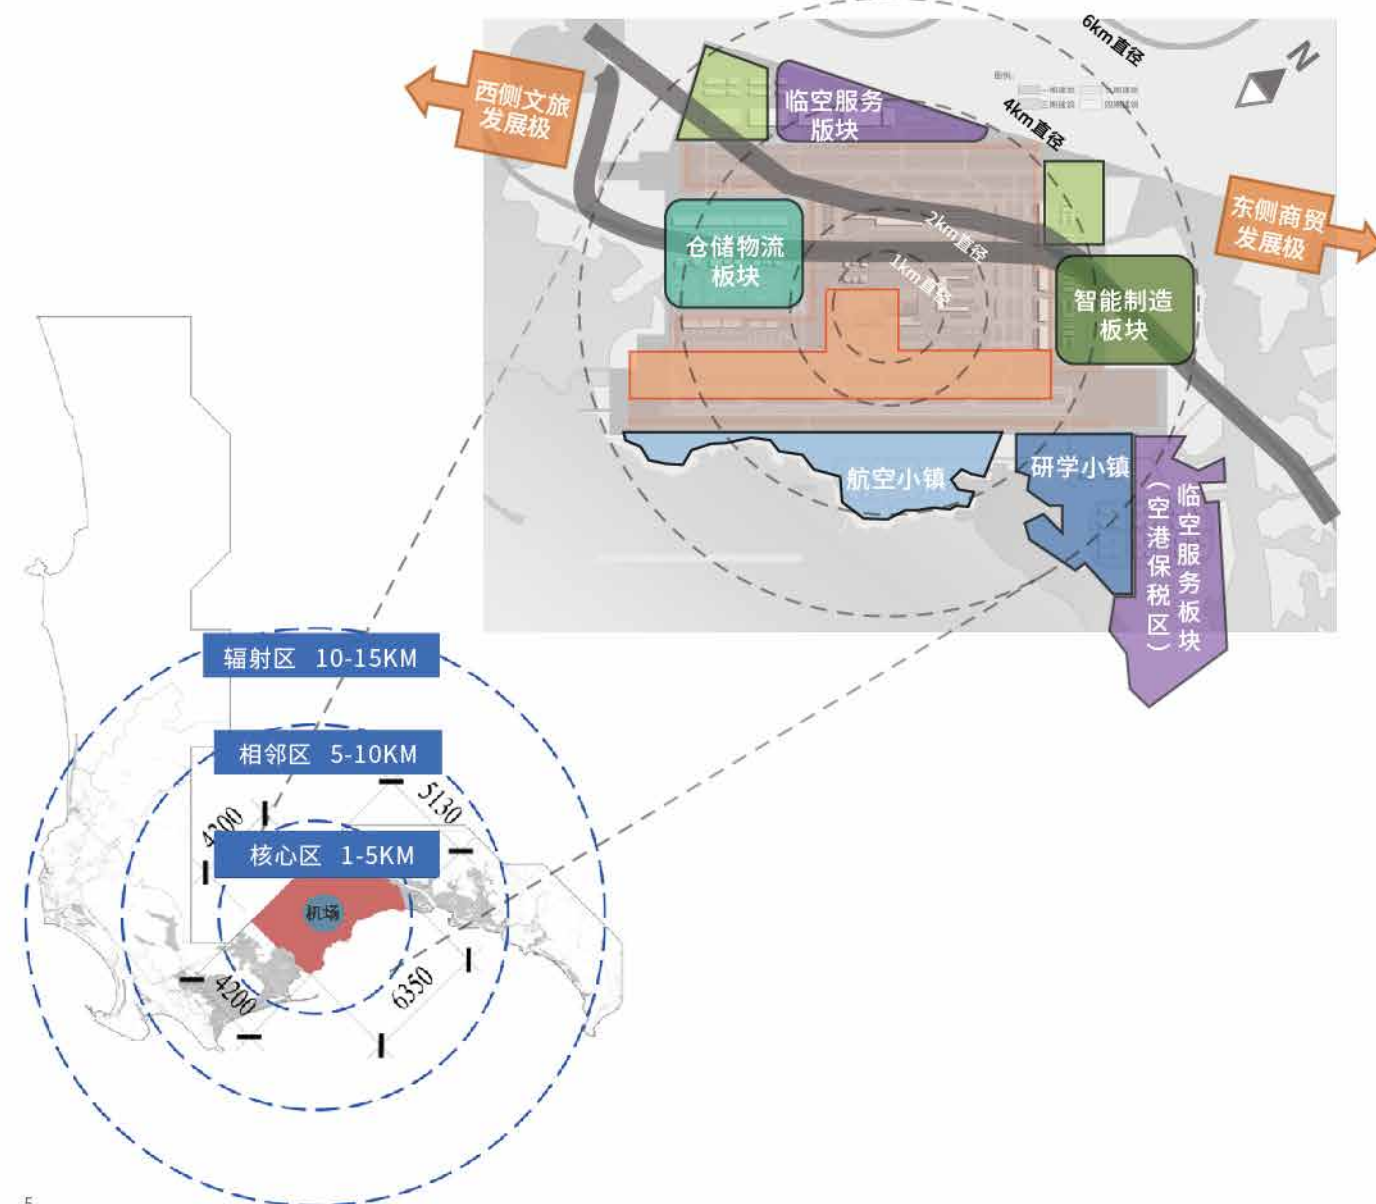 6km直径
N
图例:
4km直径
西侧文旅
发展极
临空服务
版块
东侧商贸
发展极
2km直径
1km直径
仓储物流
板块
智能制造
板块
航空小镇
研学小镇
临空服务板块
（空港保税区）
辐射区 10-15KM
相邻区 5-10KM
5130
核心区 1-5KM
机场
4200
6350
5